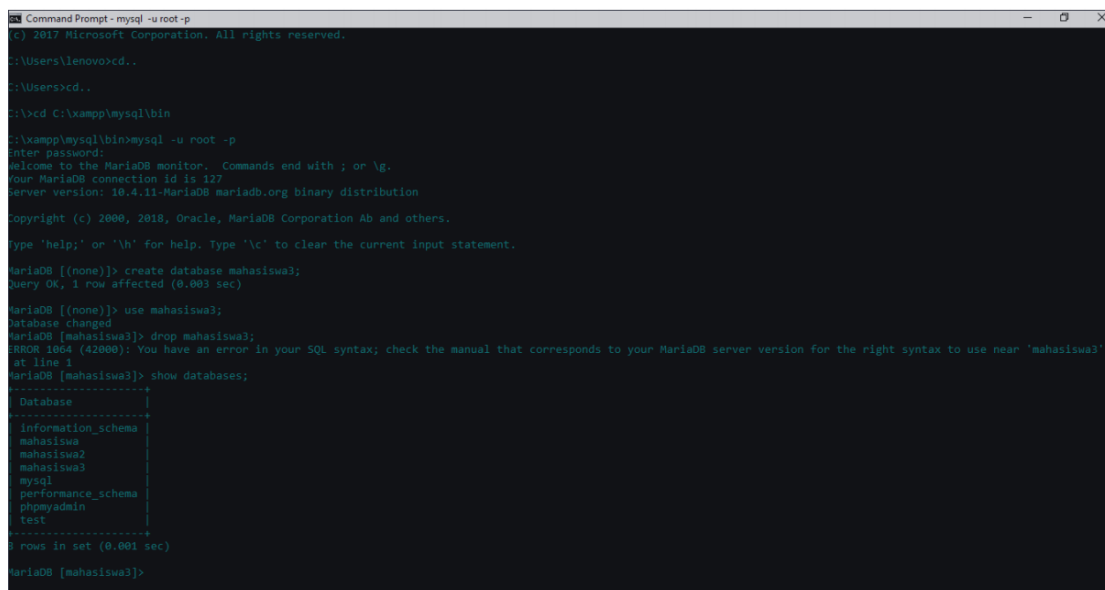 Command Prompt - mysql -u root -p
(c) 2017 Microsoft Corporation. All rights reserved.
C:\Users\lenovo>cd..
C:\Users>cd..
C:\>cd C:\xampp\mysql\bin
C:\xampp\mysql\bin>mysql -u root -p
Enter password:
Welcome to the MariaDB monitor.  Commands end with ; or \g.
Your MariaDB connection id is 127
Server version: 10.4.11-MariaDB mariadb.org binary distribution
Copyright (c) 2000, 2018, Oracle, MariaDB Corporation Ab and others.
Type 'help;' or '\h' for help. Type '\c' to clear the current input statement.
MariaDB [(none)]> create database mahasiswa3;
Query OK, 1 row affected (0.003 sec)
MariaDB [(none)]> use mahasiswa3;
Database changed
MariaDB [mahasiswa3]> drop mahasiswa3;
ERROR 1064 (42000): You have an error in your SQL syntax; check the manual that corresponds to your MariaDB server version for the right syntax to use near 'mahasiswa3'
at line 1
MariaDB [mahasiswa3]> show databases;
+--------------------+
| Database           |
+--------------------+
| information_schema |
| mahasiswa          |
| mahasiswa2         |
| mahasiswa3         |
| mysql              |
| performance_schema |
| phpmyadmin         |
| test               |
+--------------------+
8 rows in set (0.001 sec)
MariaDB [mahasiswa3]>